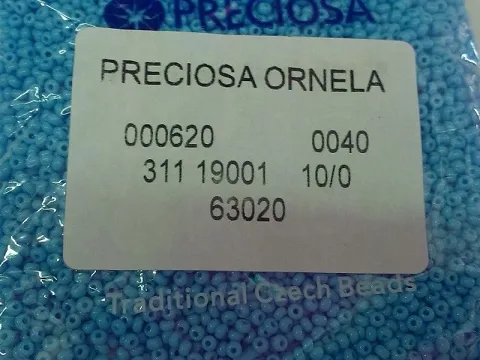 PRECIOSA
PRECIOSA ORNELA
000620 0040
311 19001 10/0
63020
Traditional Czech Beads